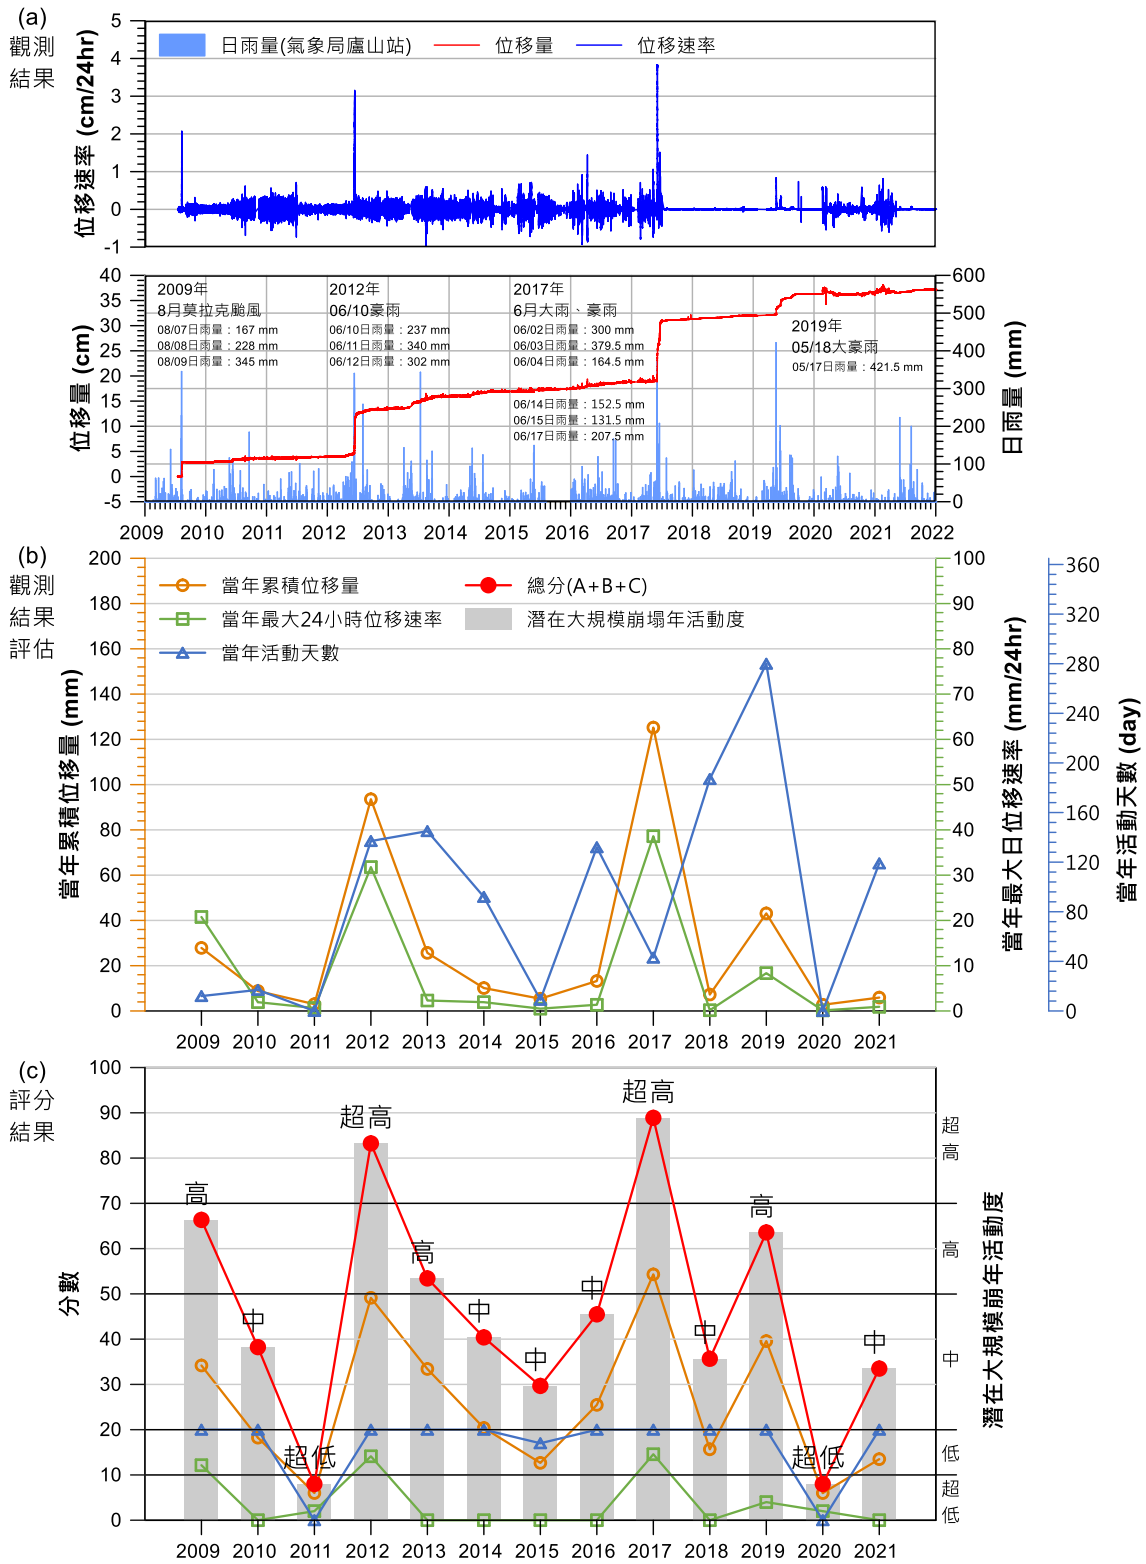 (a)
觀測
結果
位移速率 (cm/24hr)
5
4
3
2
1
0
-1
日雨量(氣象局廬山站)
位移量
位移速率
位移量 (cm)
40
35
30
25
20
15
10
5
0
-5
2009年
8月莫拉克颱風
08/07日雨量：167 mm
08/08日雨量：228 mm
08/09日雨量：345 mm
2012年
06/10豪雨
06/10日雨量：237 mm
06/11日雨量：340 mm
06/12日雨量：302 mm
2017年
6月大雨、豪雨
06/02日雨量：300 mm
06/03日雨量：379.5 mm
06/04日雨量：164.5 mm
06/14日雨量：152.5 mm
06/15日雨量：131.5 mm
06/17日雨量：207.5 mm
2019年
05/18大豪雨
05/17日雨量：421.5 mm
600
500
400
300
200
100
0
日雨量 (mm)
2009 2010 2011 2012 2013 2014 2015 2016 2017 2018 2019 2020 2021 2022
(b)
觀測
結果
評估
當年累積位移量 (mm)
200
180
160
140
120
100
80
60
40
20
0
當年累積位移量
當年最大24小時位移速率
當年活動天數
總分(A+B+C)
潛在大規模崩塌年活動度
100
90
80
70
60
50
40
30
20
10
0
當年最大日位移速率 (mm/24hr)
360
320
280
240
200
160
120
80
40
0
當年活動天數 (day)
2009 2010 2011 2012 2013 2014 2015 2016 2017 2018 2019 2020 2021
(c)
評分
結果
分數
100
90
80
70
60
50
40
30
20
10
0
高
中
超低
超高
高
中
中
中
超高
中
高
超低
中
超
高
高
中
低
超
低
潛在大規模崩年活動度
2009 2010 2011 2012 2013 2014 2015 2016 2017 2018 2019 2020 2021